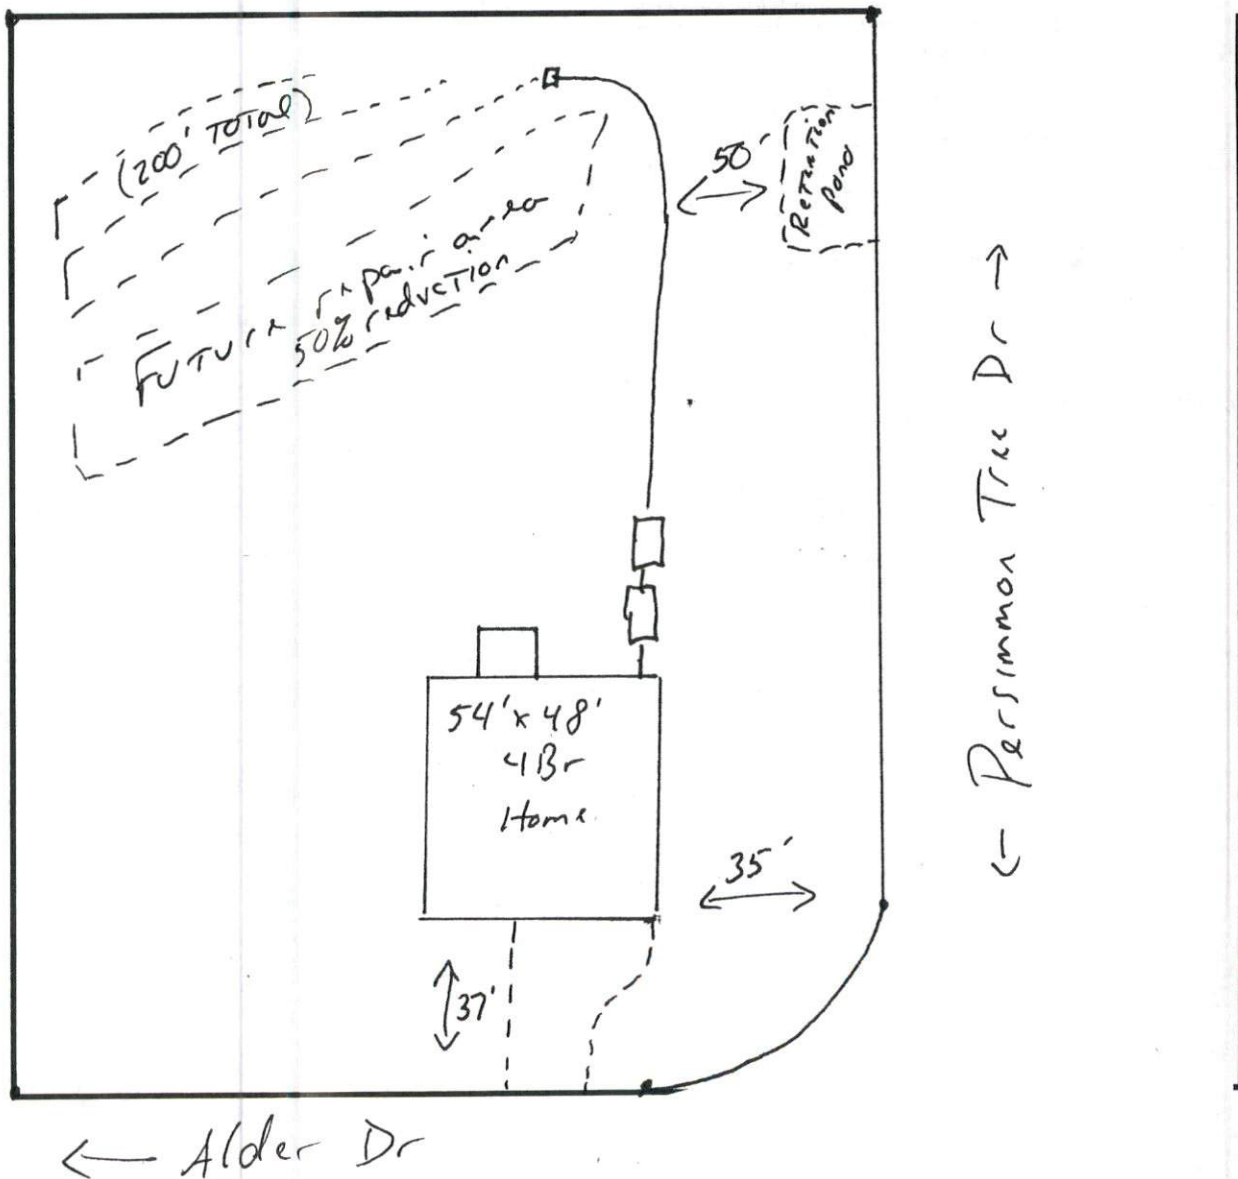 (200' TOTAL)
50'
Retention
Pond
Future repair area
50% reduction
Persimmon Tree Dr
54' x 48'
4Br
Home
35'
37'
Alder Dr